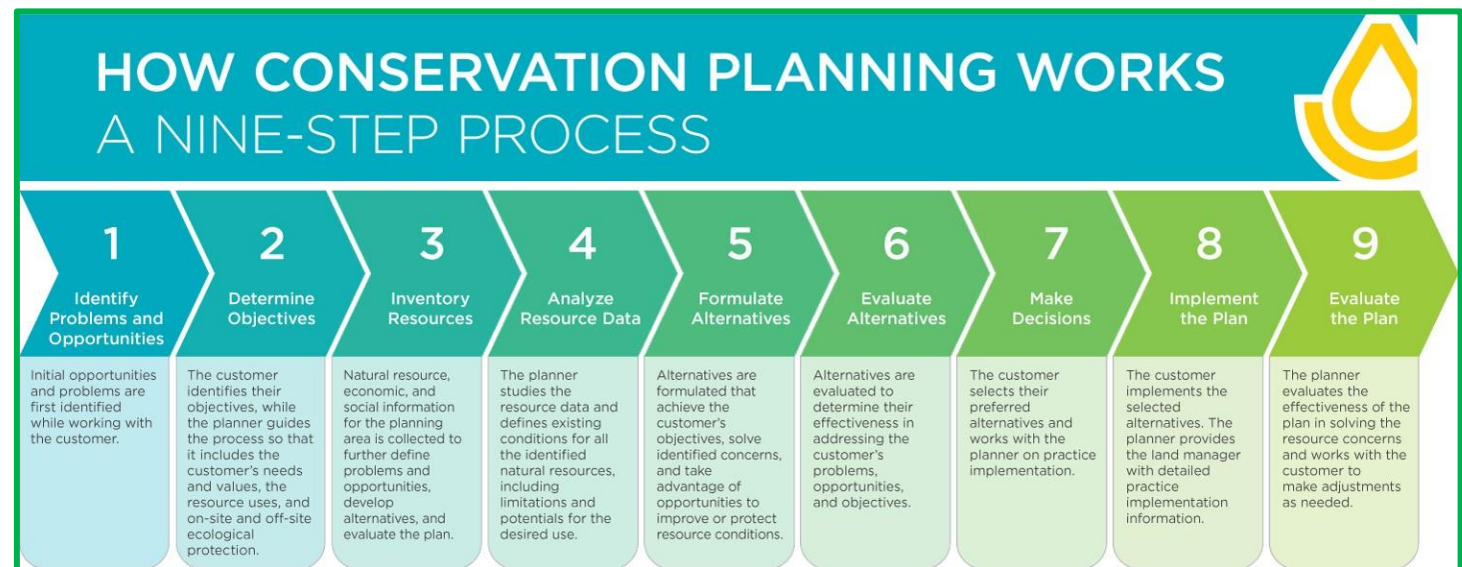 HOW CONSERVATION PLANNING WORKS
A NINE-STEP PROCESS
1
Identify
Problems and
Opportunities
Initial opportunities
and problems are
first identified
while working with
the customer.
2
Determine
Objectives
The customer
identifies their
objectives, while
the planner guides
the process so that
it includes the
customer's needs
and values, the
resource uses, and
on-site and off-site
ecological
protection.
3
Inventory
Resources
Natural resource,
economic, and
social information
for the planning
area is collected to
further define
problems and
opportunities,
develop
alternatives, and
evaluate the plan.
4
Analyze
Resource Data
The planner
studies the
resource data and
defines existing
conditions for all
the identified
natural resources,
including
limitations and
potentials for the
desired use.
5
Formulate
Alternatives
Alternatives are
formulated that
achieve the
customer's
objectives, solve
identified concerns,
and take
advantage of
opportunities to
improve or protect
resource conditions.
6
Evaluate
Alternatives
Alternatives are
evaluated to
determine their
effectiveness in
addressing the
customer's
problems,
opportunities,
and objectives.
7
Make
Decisions
The customer
selects their
preferred
alternatives and
works with the
planner on practice
implementation.
8
Implement
the Plan
The customer
implements the
selected
alternatives. The
planner provides
the land manager
with detailed
practice
implementation
information.
9
Evaluate
the Plan
The planner
evaluates the
effectiveness of the
plan in solving the
resource concerns
and works with the
customer to
make adjustments
as needed.